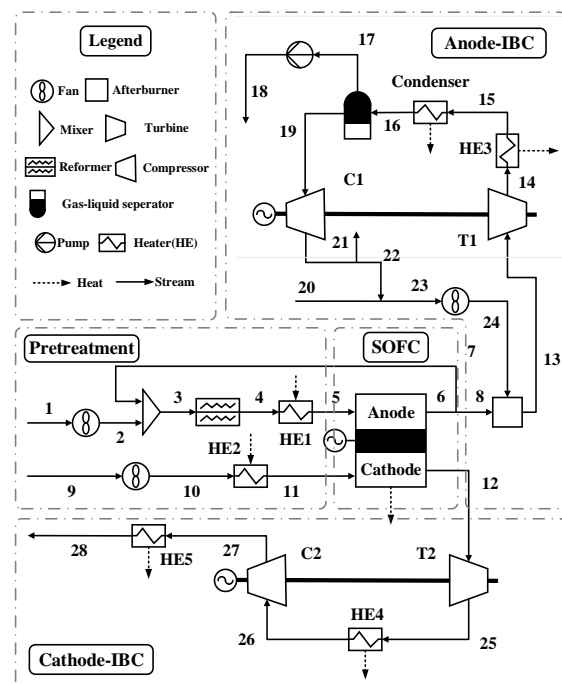 Legend
Fan
Afterburner
Mixer
Turbine
Reformer
Compressor
Gas-liquid seperator
Pump
Heater(HE)
Heat
Stream
Anode-IBC
17
Condenser
18
19
16
15
HE3
14
C1
T1
21
22
20
23
24
13
Pretreatment
SOFC
7
1
2
3
4
5
6
8
HE1
Anode
HE2
Cathode
9
10
11
12
28
HE5
27
C2
T2
HE4
26
25
Cathode-IBC